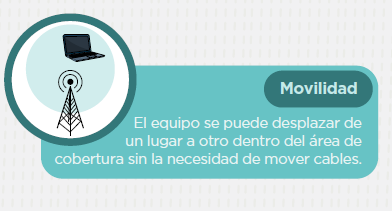 Movilidad
El equipo se puede desplazar de
un lugar a otro dentro del área de
cobertura sin la necesidad de mover cables.